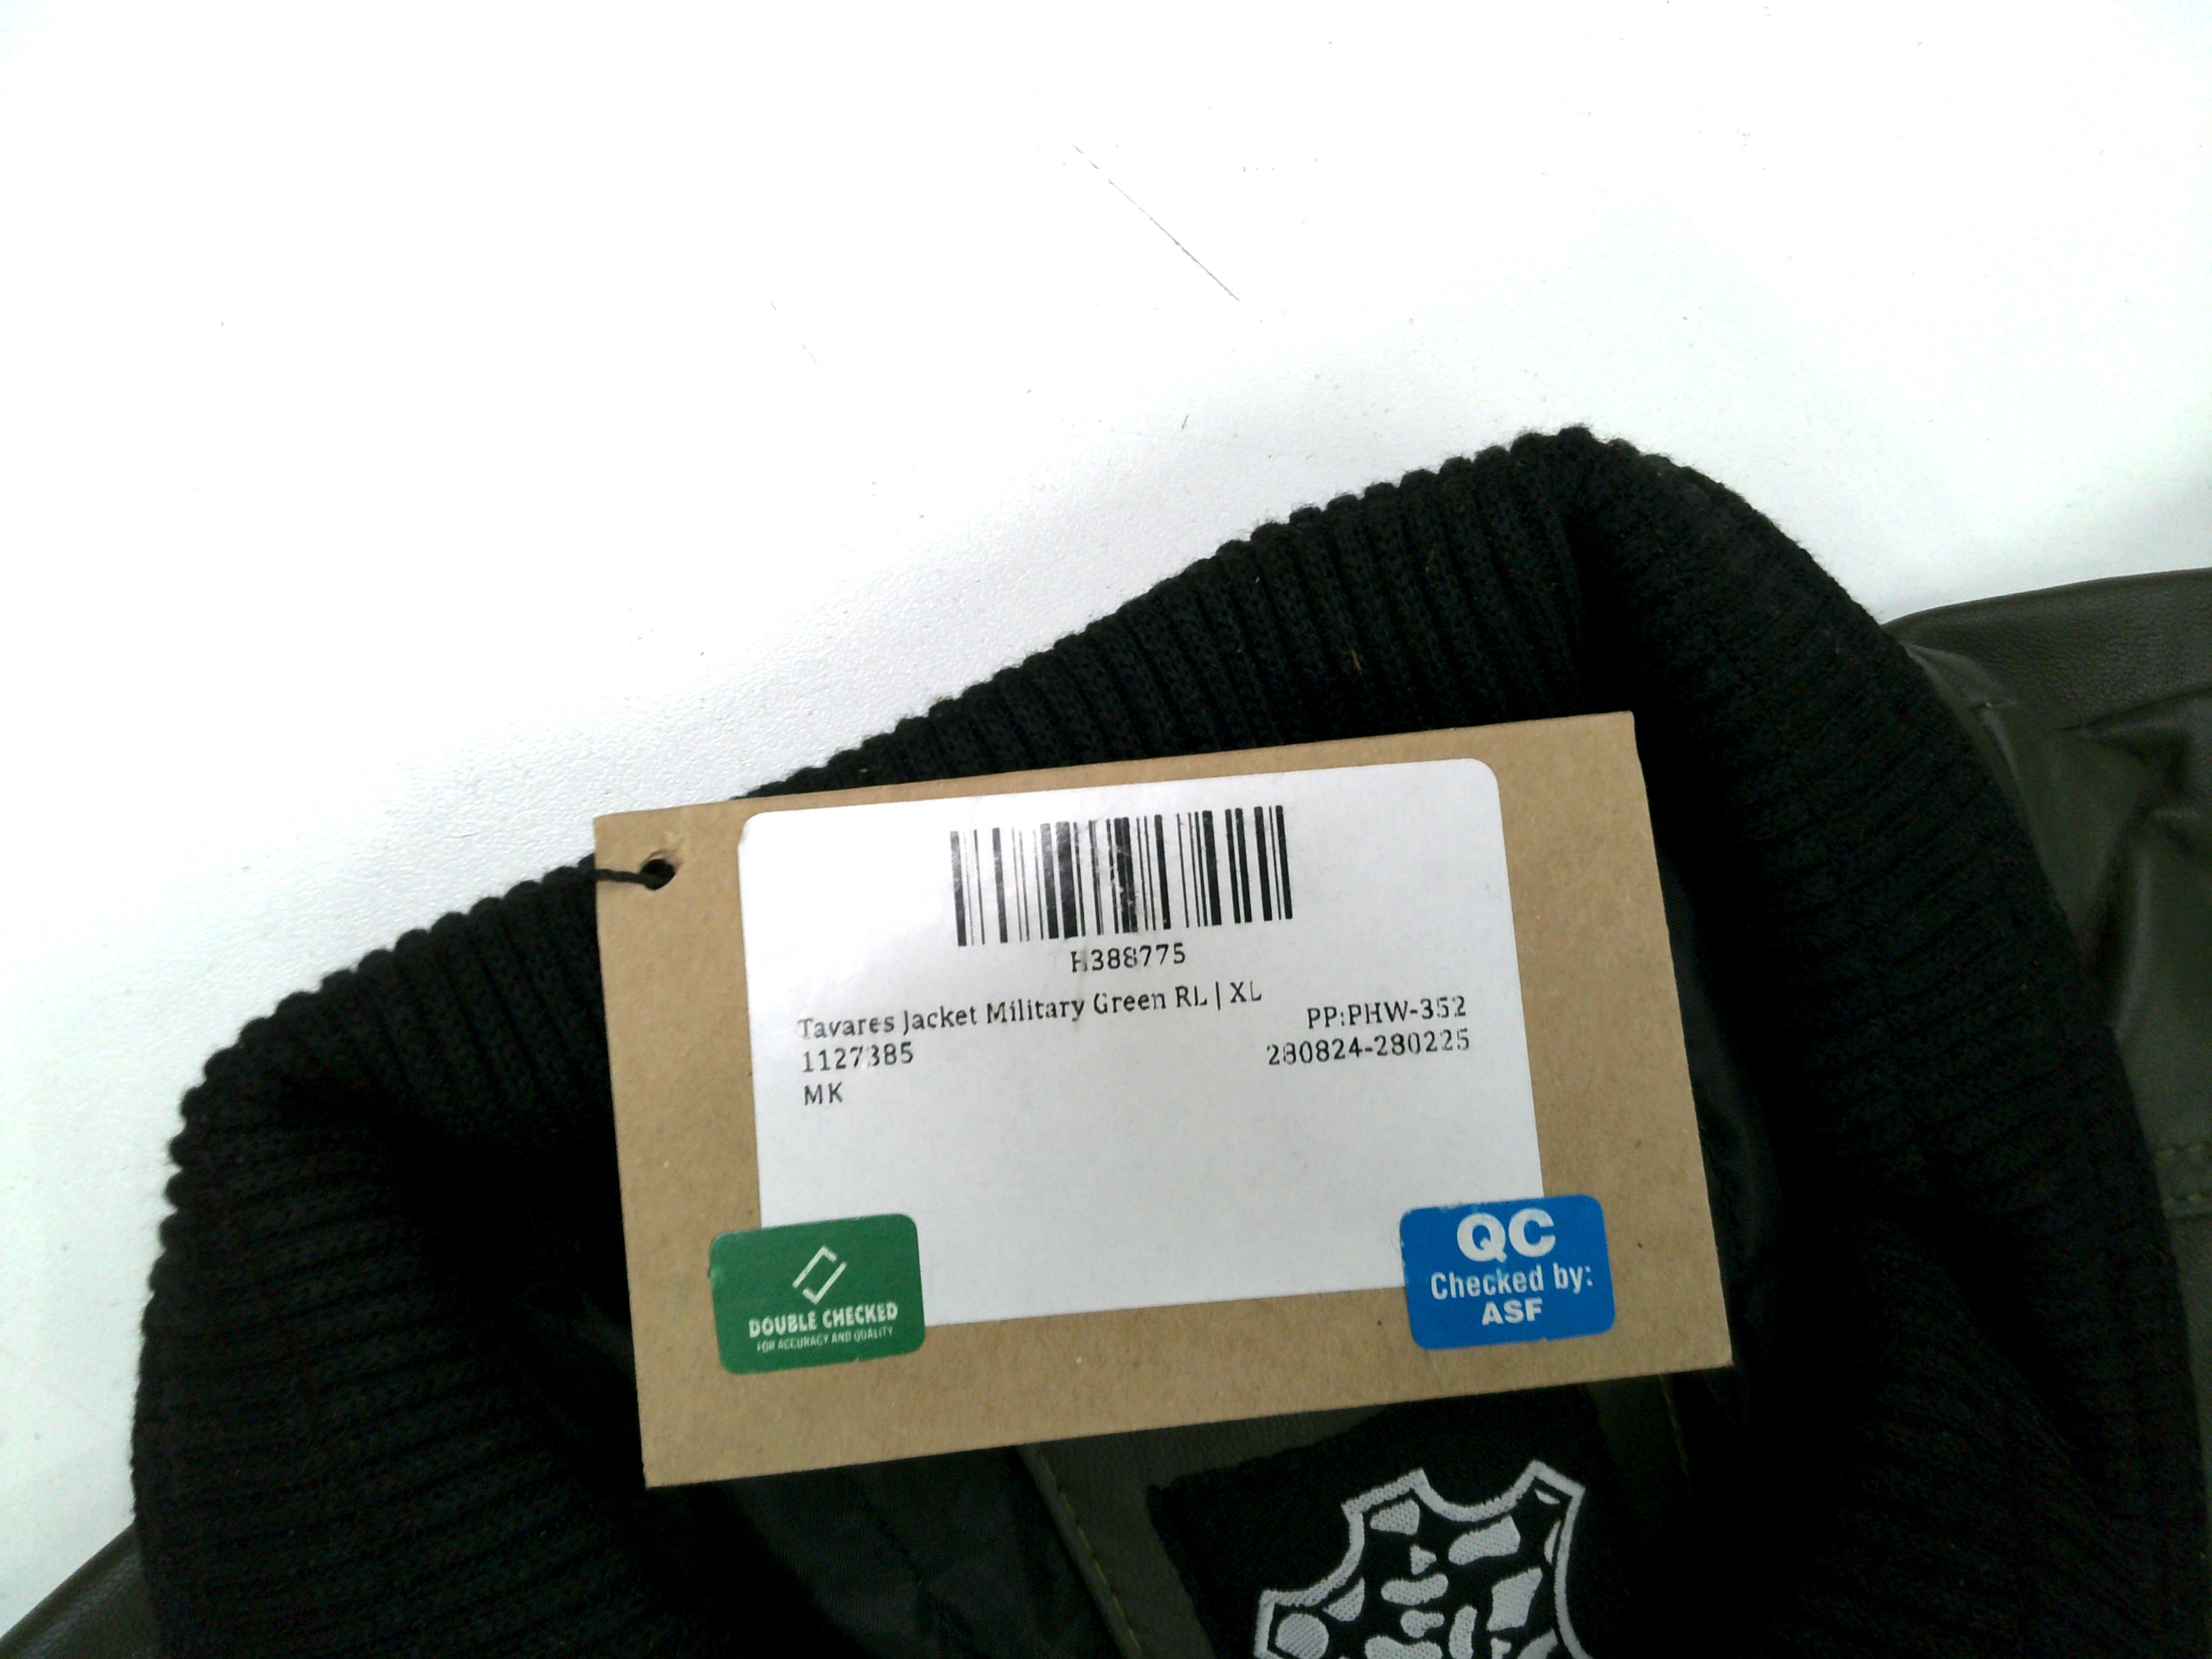 H388775
Tavares Jacket Military Green RL | XL
PP:PHW-352
1127385
280824-280225
MK
DOUBLE CHECKED
FOR ACCURACY AND QUALITY
QC
Checked by:
ASF